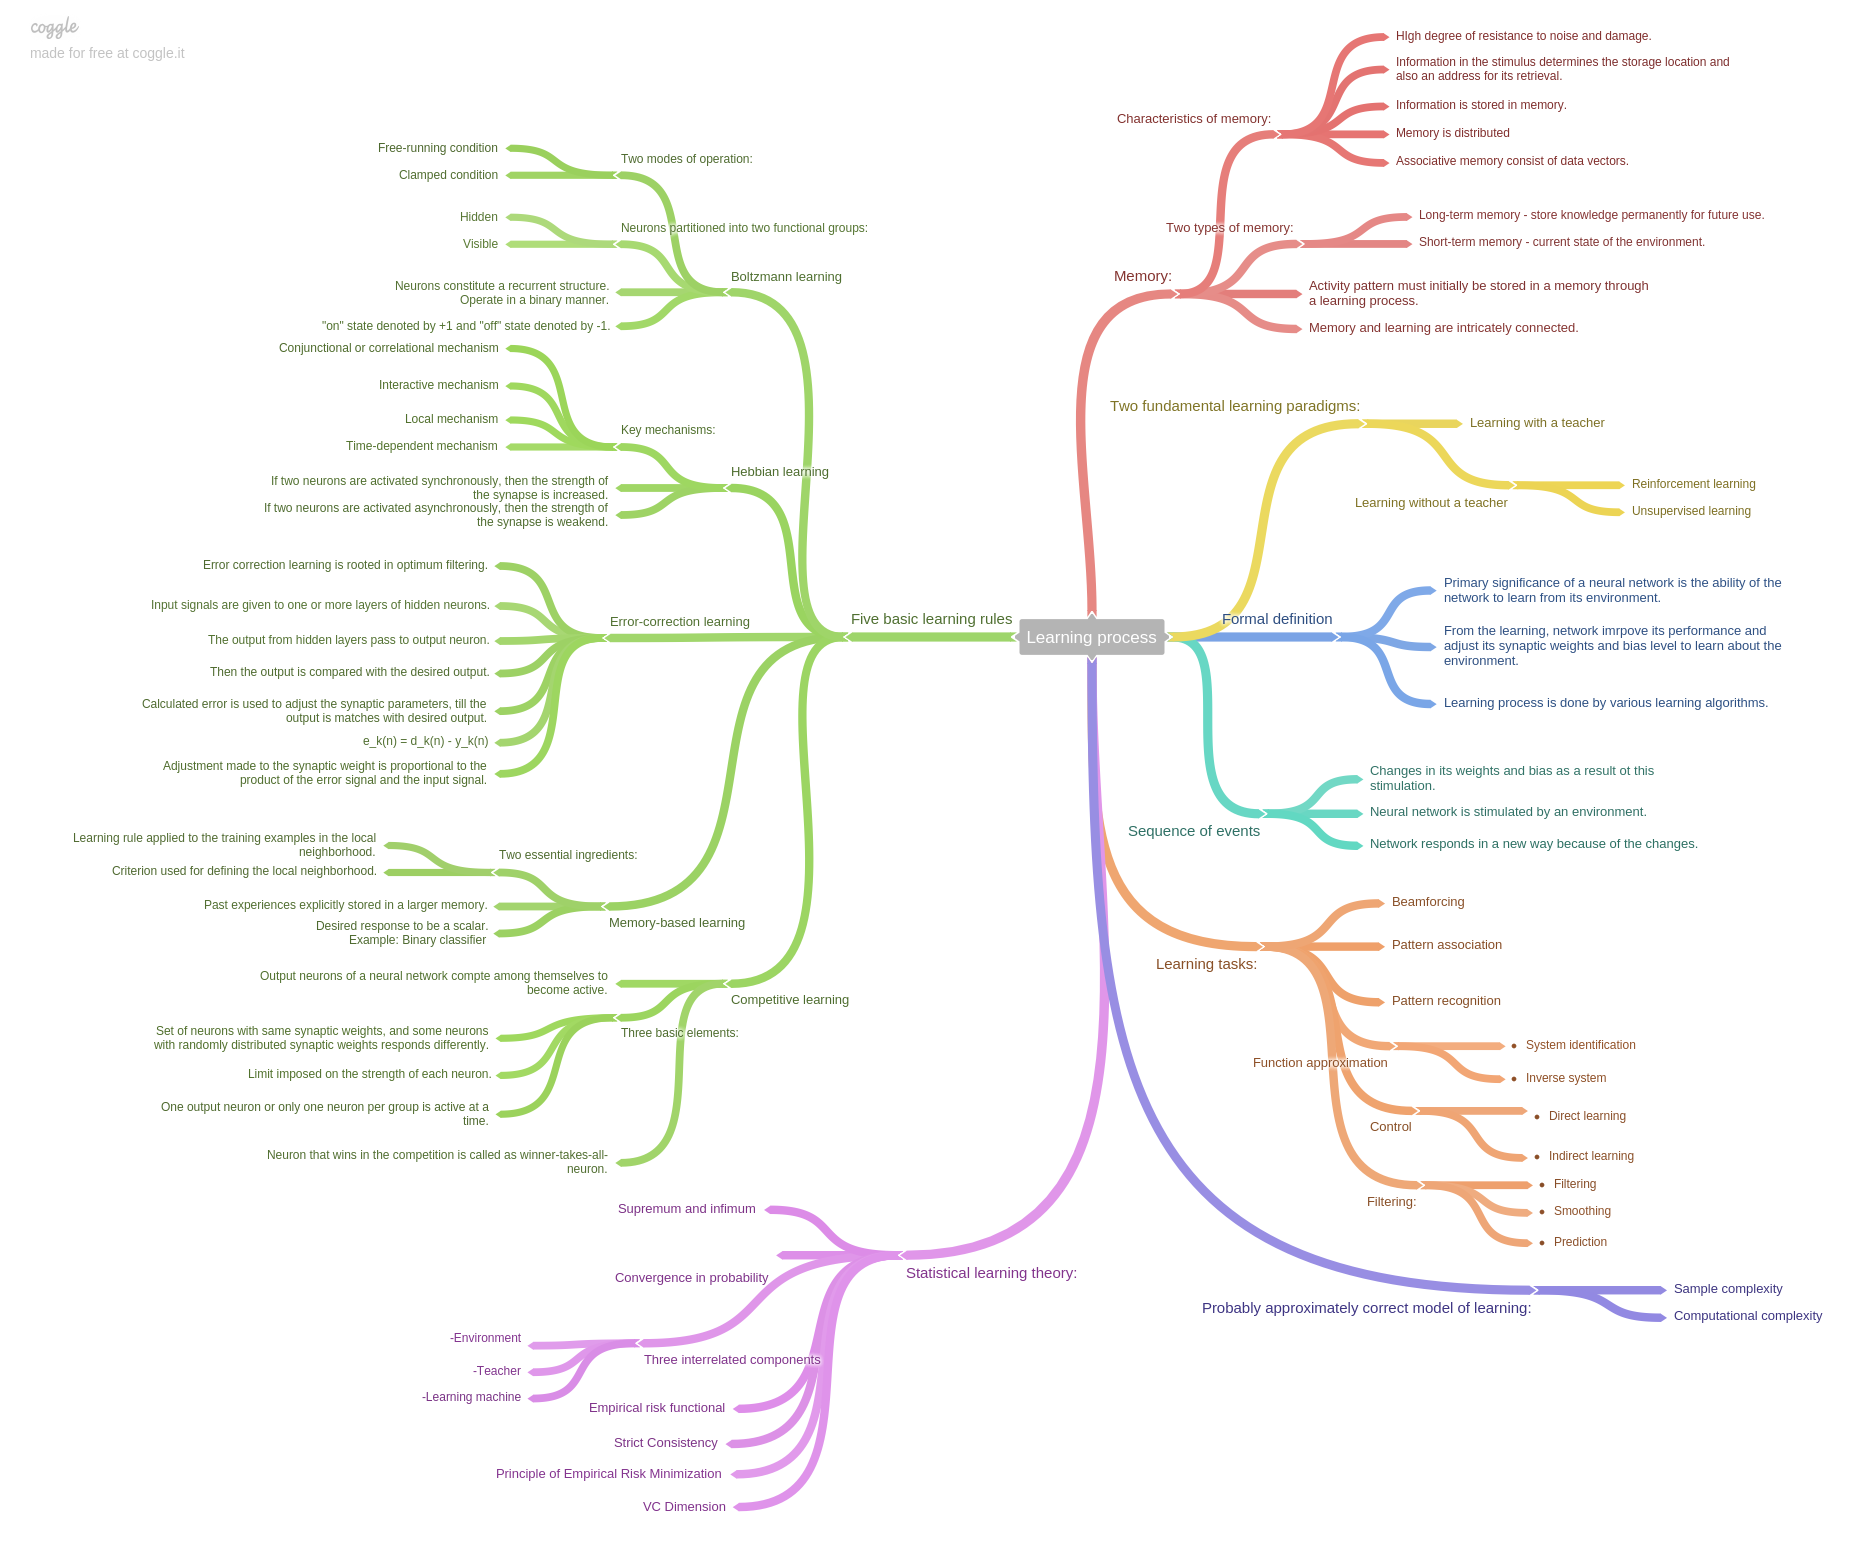 coggle
made for free at coggle.it
Learning process
Memory:
Characteristics of memory:
HIgh degree of resistance to noise and damage.
Information in the stimulus determines the storage location and
also an address for its retrieval.
Information is stored in memory.
Memory is distributed
Associative memory consist of data vectors.
Two types of memory:
Long-term memory - store knowledge permanently for future use.
Short-term memory - current state of the environment.
Activity pattern must initially be stored in a memory through
a learning process.
Memory and learning are intricately connected.
Two fundamental learning paradigms:
Learning with a teacher
Learning without a teacher
Reinforcement learning
Unsupervised learning
Formal definition
Primary significance of a neural network is the ability of the
network to learn from its environment.
From the learning, network imrpove its performance and
adjust its synaptic weights and bias level to learn about the
environment.
Learning process is done by various learning algorithms.
Sequence of events
Changes in its weights and bias as a result ot this
stimulation.
Neural network is stimulated by an environment.
Network responds in a new way because of the changes.
Learning tasks:
Beamforcing
Pattern association
Pattern recognition
Function approximation
• System identification
• Inverse system
Control
• Direct learning
• Indirect learning
Filtering:
• Filtering
• Smoothing
• Prediction
Probably approximately correct model of learning:
Sample complexity
Computational complexity
Five basic learning rules
Boltzmann learning
Two modes of operation:
Free-running condition
Clamped condition
Neurons partitioned into two functional groups:
Hidden
Visible
Neurons constitute a recurrent structure.
Operate in a binary manner.
"on" state denoted by +1 and "off" state denoted by -1.
Hebbian learning
Key mechanisms:
Conjunctional or correlational mechanism
Interactive mechanism
Local mechanism
Time-dependent mechanism
If two neurons are activated synchronously, then the strength of
the synapse is increased.
If two neurons are activated asynchronously, then the strength of
the synapse is weakend.
Error-correction learning
Error correction learning is rooted in optimum filtering.
Input signals are given to one or more layers of hidden neurons.
The output from hidden layers pass to output neuron.
Then the output is compared with the desired output.
Calculated error is used to adjust the synaptic parameters, till the
output is matches with desired output.
e_k(n) = d_k(n) - y_k(n)
Adjustment made to the synaptic weight is proportional to the
product of the error signal and the input signal.
Memory-based learning
Two essential ingredients:
Learning rule applied to the training examples in the local
neighborhood.
Criterion used for defining the local neighborhood.
Past experiences explicitly stored in a larger memory.
Desired response to be a scalar.
Example: Binary classifier
Competitive learning
Output neurons of a neural network compte among themselves to
become active.
Three basic elements:
Set of neurons with same synaptic weights, and some neurons
with randomly distributed synaptic weights responds differently.
Limit imposed on the strength of each neuron.
One output neuron or only one neuron per group is active at a
time.
Neuron that wins in the competition is called as winner-takes-all-
neuron.
Statistical learning theory:
Supremum and infimum
Convergence in probability
Three interrelated components
-Environment
-Teacher
-Learning machine
Empirical risk functional
Strict Consistency
Principle of Empirical Risk Minimization
VC Dimension